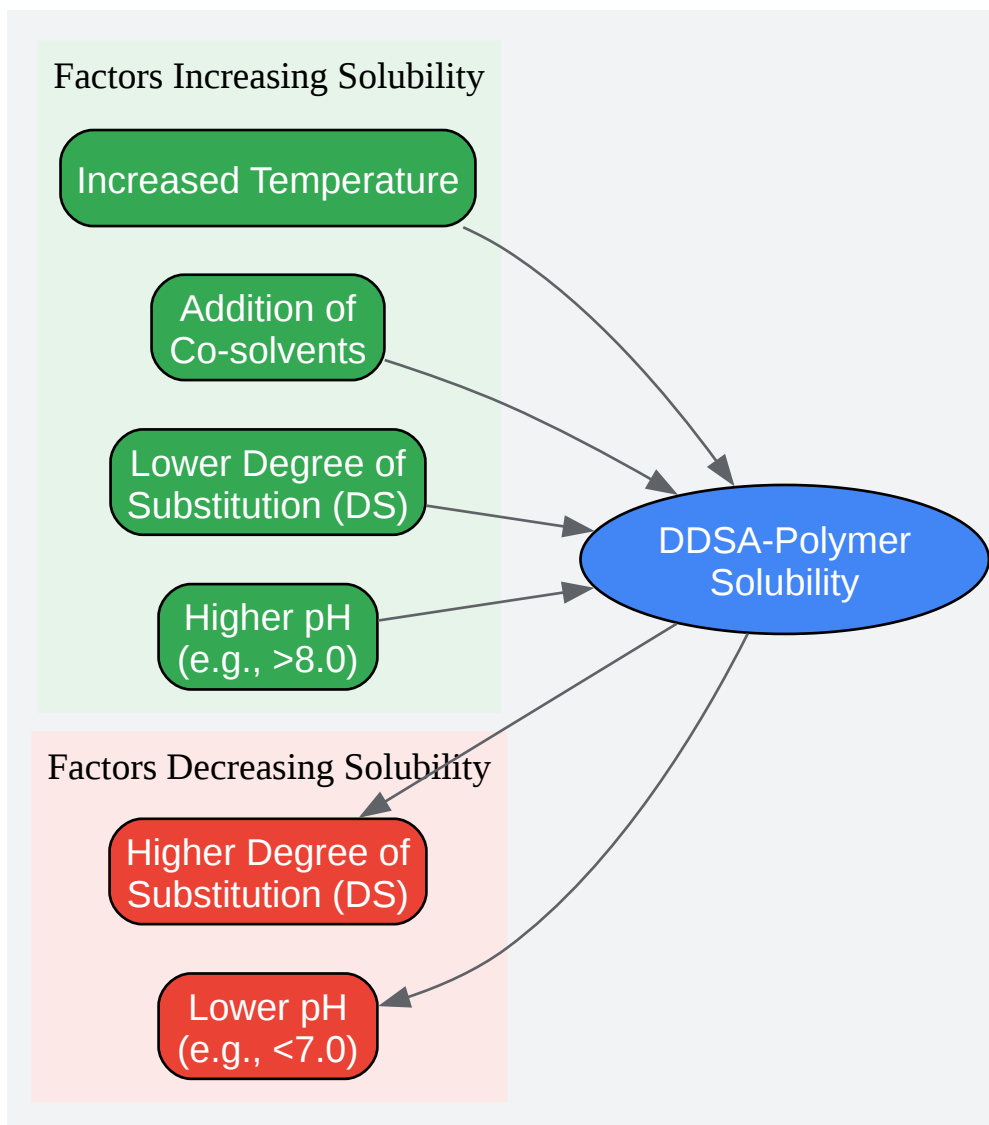 Factors Increasing Solubility
Increased Temperature
Addition of
Co-solvents
Lower Degree of
Substitution (DS)
Higher pH
(e.g., >8.0)
DDSA-Polymer
Solubility
Factors Decreasing Solubility
Higher Degree of
Substitution (DS)
Lower pH
(e.g., <7.0)